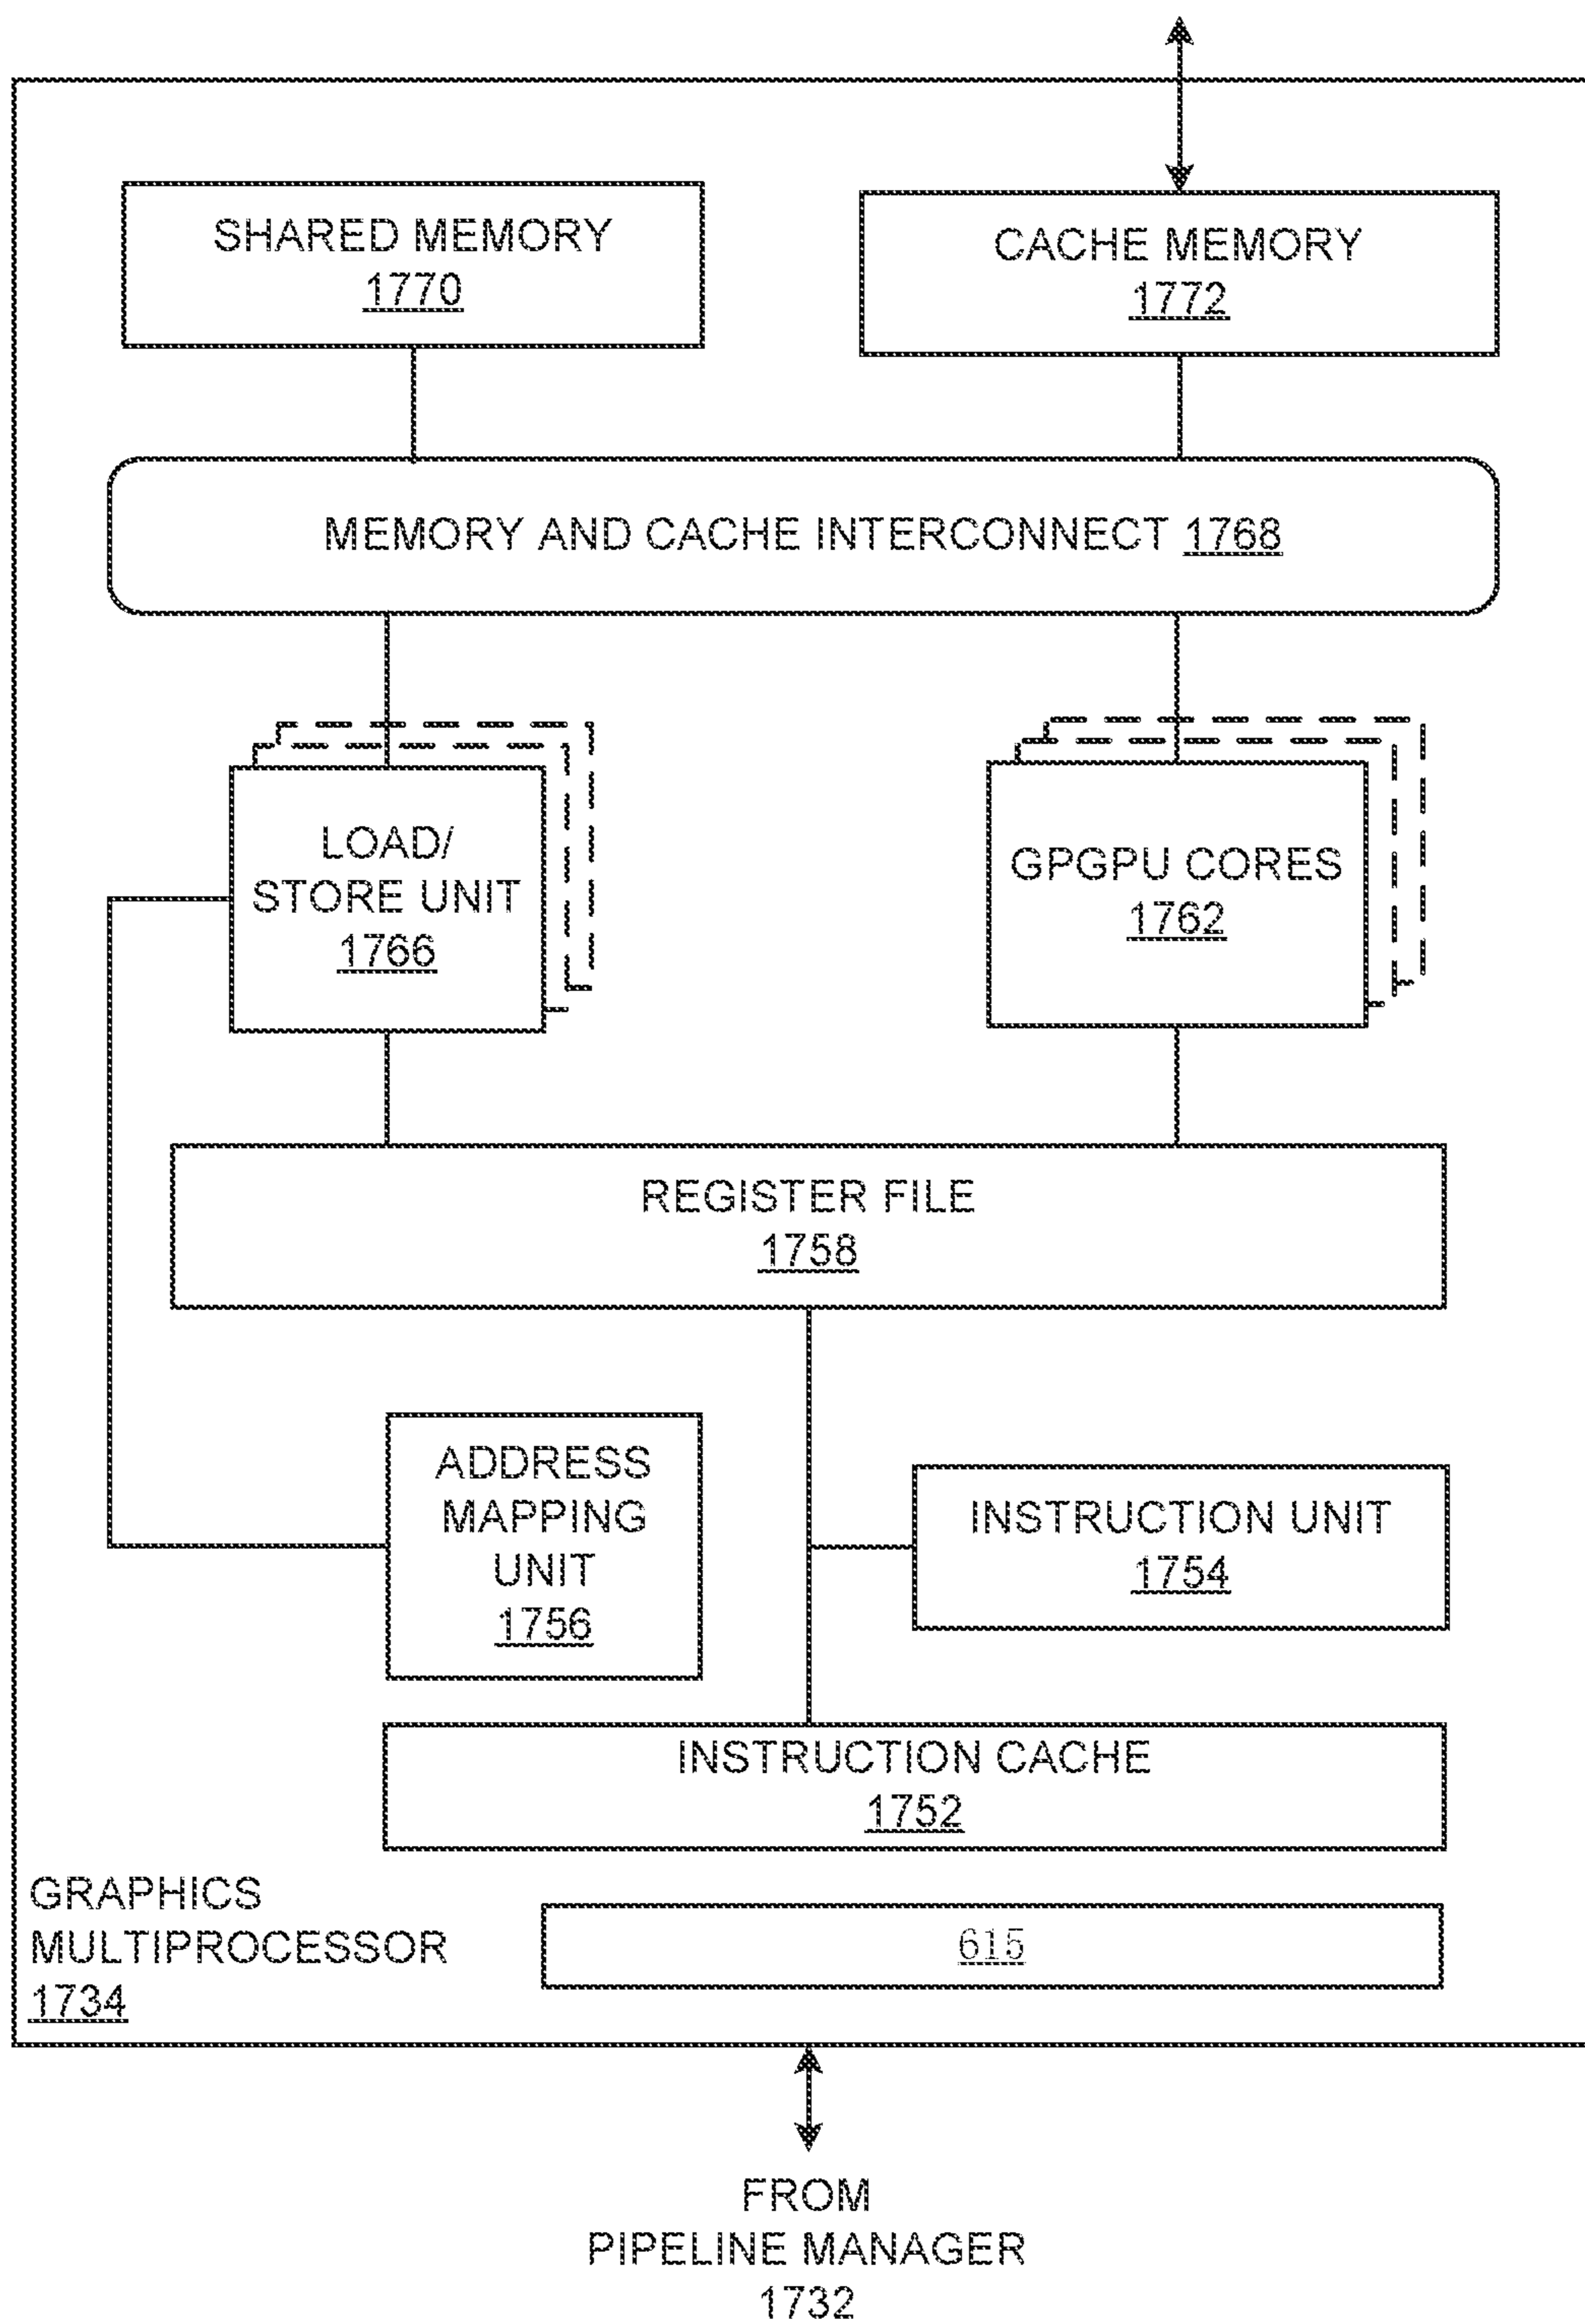 SHARED MEMORY
1770
CACHE MEMORY
1772
MEMORY AND CACHE INTERCONNECT 1768
LOAD/
STORE UNIT
1766
GPGPU CORES
1762
REGISTER FILE
1758
ADDRESS
MAPPING
UNIT
1756
INSTRUCTION UNIT
1754
INSTRUCTION CACHE
1752
GRAPHICS
MULTIPROCESSOR
1734
615
FROM
PIPELINE MANAGER
1732